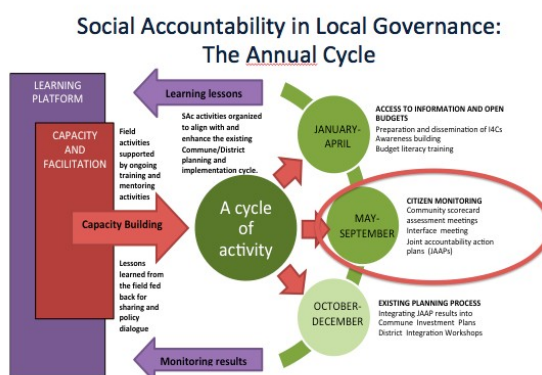 Social Accountability in Local Governance:
The Annual Cycle
LEARNING
PLATFORM
CAPACITY
AND
FACILITATION
Field
activities
supported by
ongoing
training and
mentoring
activities
Learning lessons
SAc activities organized
to align with and
enhance the existing
Commune/District
planning and
implementation cycle.
Capacity Building
A cycle
of
activity
Lessons
learned from
the field fed
back for
sharing and
policy
dialogue
Monitoring results
JANUARY-
APRIL
ACCESS TO INFORMATION AND OPEN
BUDGETS
Preparation and dissemination of I4Cs
Awareness building
Budget literacy training
MAY-
SEPTEMBER
CITIZEN MONITORING
Community scorecard
assessment meetings
Interface meeting
Joint accountability action
plans (JAAPs)
OCTOBER-
DECEMBER
EXISTING PLANNING PROCESS
Integrating JAAP results into
Commune Investment Plans
District Integration Workshops